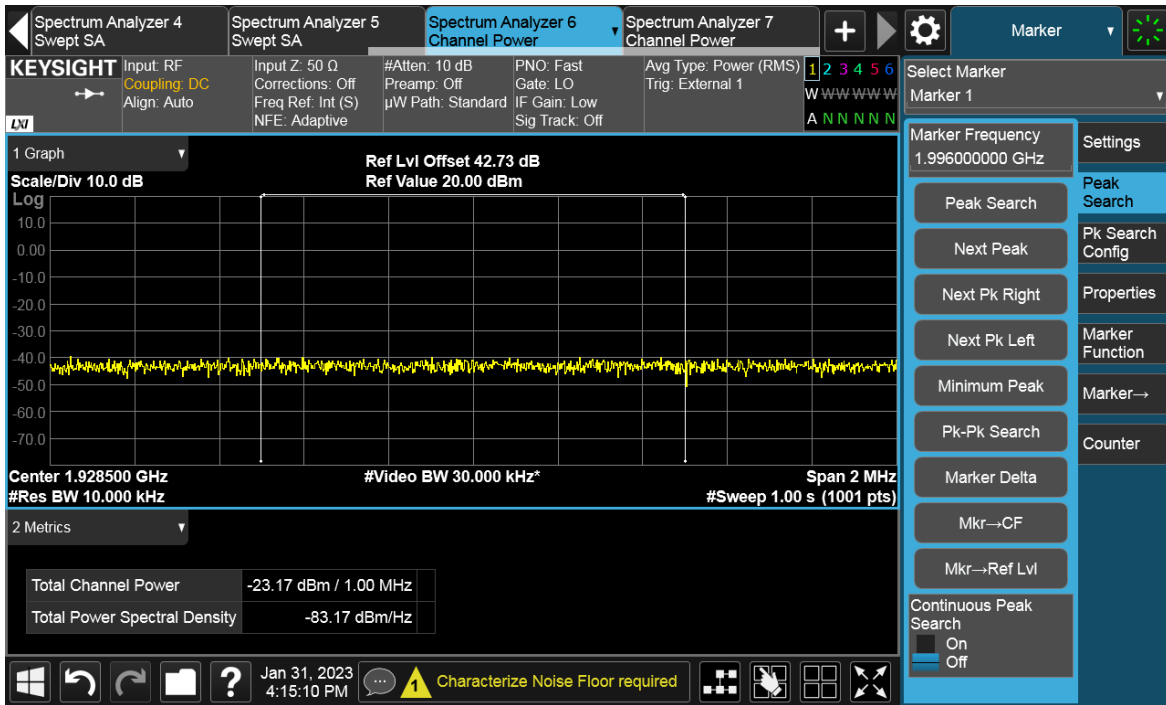 Spectrum Analyzer 4
Swept SA
Spectrum Analyzer 5
Swept SA
Spectrum Analyzer 6
Channel Power
Spectrum Analyzer 7
Channel Power
Marker
KEYSIGHT
LXI
Input: RF
Coupling: DC
Align: Auto
Input Z: 50 Ω
Corrections: Off
Freq Ref: Int (S)
NFE: Adaptive
#Atten: 10 dB
Preamp: Off
µW Path: Standard
PNO: Fast
Gate: LO
IF Gain: Low
Sig Track: Off
Avg Type: Power (RMS)
Trig: External 1
1 2 3 4 5 6
W W W W W W
A N N N N N
Select Marker
Marker 1
1 Graph
Ref Lvl Offset 42.73 dB
Scale/Div 10.0 dB
Ref Value 20.00 dBm
Log
10.0
0.00
-10.0
-20.0
-30.0
-40.0
-50.0
-60.0
-70.0
Center 1.928500 GHz
#Video BW 30.000 kHz*
Span 2 MHz
#Res BW 10.000 kHz
#Sweep 1.00 s (1001 pts)
2 Metrics
Total Channel Power -23.17 dBm / 1.00 MHz
Total Power Spectral Density -83.17 dBm/Hz
Marker Frequency
1.996000000 GHz
Peak Search
Next Peak
Next Pk Right
Next Pk Left
Minimum Peak
Pk-Pk Search
Marker Delta
Mkr→CF
Mkr→Ref Lvl
Continuous Peak
Search
On
Off
Settings
Peak
Search
Pk Search
Config
Properties
Marker
Function
Marker→
Counter
?
Jan 31, 2023
4:15:10 PM
1
Characterize Noise Floor required